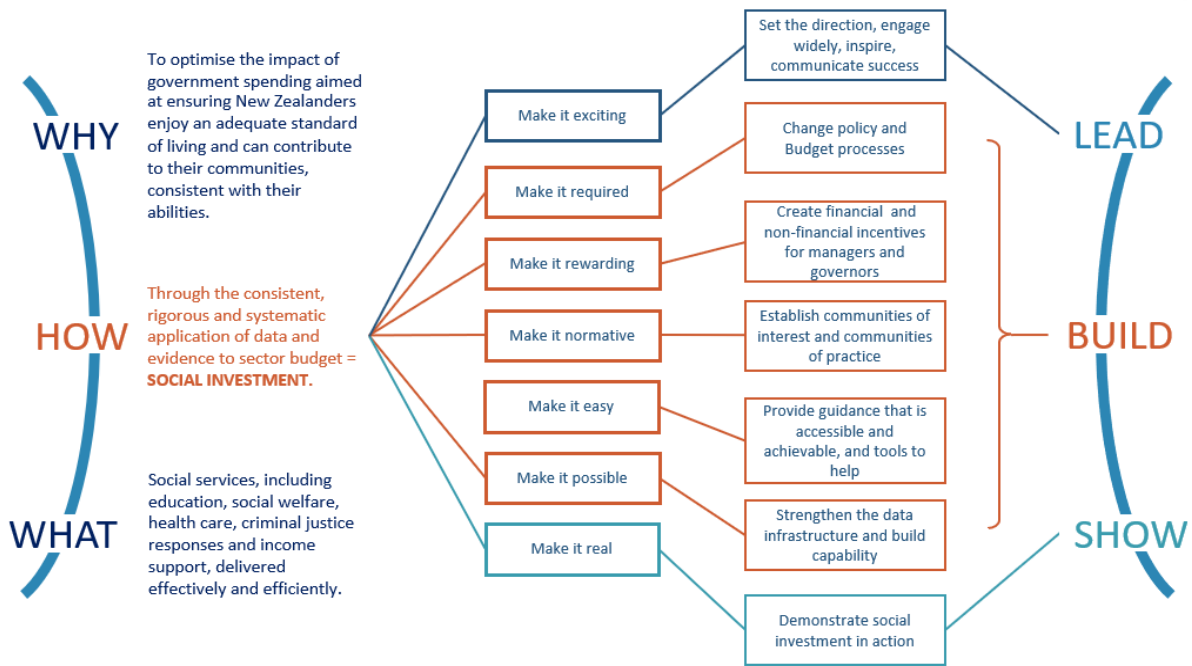 WHY
To optimise the impact of
government spending aimed
at ensuring New Zealanders
enjoy an adequate standard
of living and can contribute
to their communities,
consistent with their
abilities.
HOW
Through the consistent,
rigorous and systematic
application of data and
evidence to sector budget =
SOCIAL INVESTMENT.
WHAT
Social services, including
education, social welfare,
health care, criminal justice
responses and income
support, delivered
effectively and efficiently.
Make it exciting
Make it required
Make it rewarding
Make it normative
Make it easy
Make it possible
Make it real
Set the direction, engage
widely, inspire,
communicate success
Change policy and
Budget processes
Create financial and
non-financial incentives
for managers and
governors
Establish communities of
interest and communities
of practice
Provide guidance that is
accessible and
achievable, and tools to
help
Strengthen the data
infrastructure and build
capability
Demonstrate social
investment in action
LEAD
BUILD
SHOW